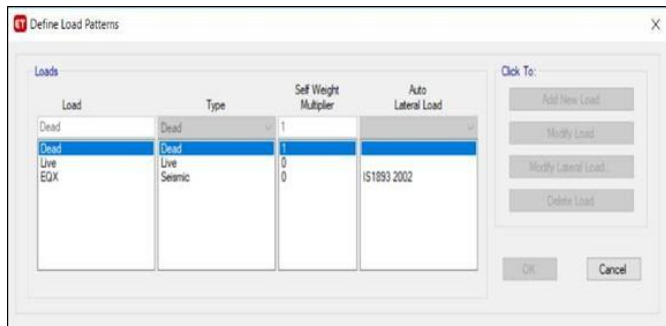 ET Define Load Patterns
Loads
Click To:
Load
Type
Self Weight
Multiplier
Auto
Lateral Load
Dead Dead 1
Dead Dead 1
Live Live 0
EQX Seismic 0 IS1893 2002
Add New Load
Modify Load
Modify Lateral Load...
Delete Load
OK
Cancel